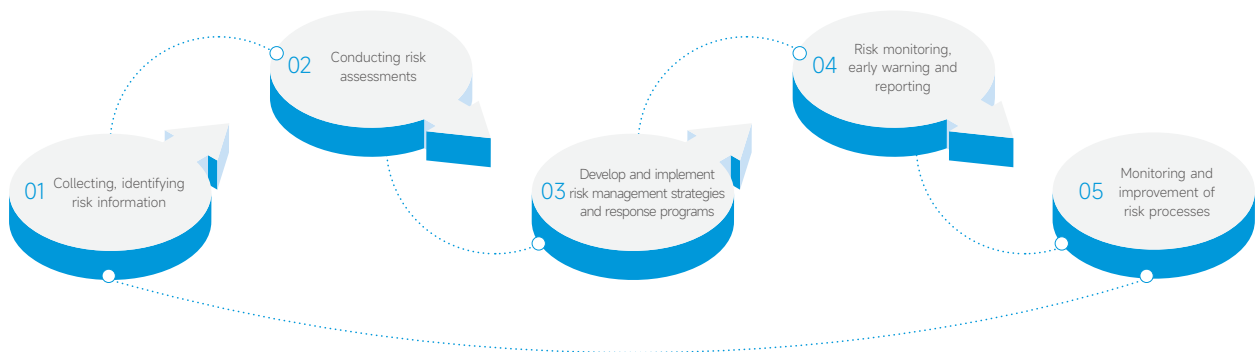 01
Collecting, identifying
risk information
02
Conducting risk
assessments
03
Develop and implement
risk management strategies
and response programs
04
Risk monitoring,
early warning and
reporting
05
Monitoring and
improvement of
risk processes